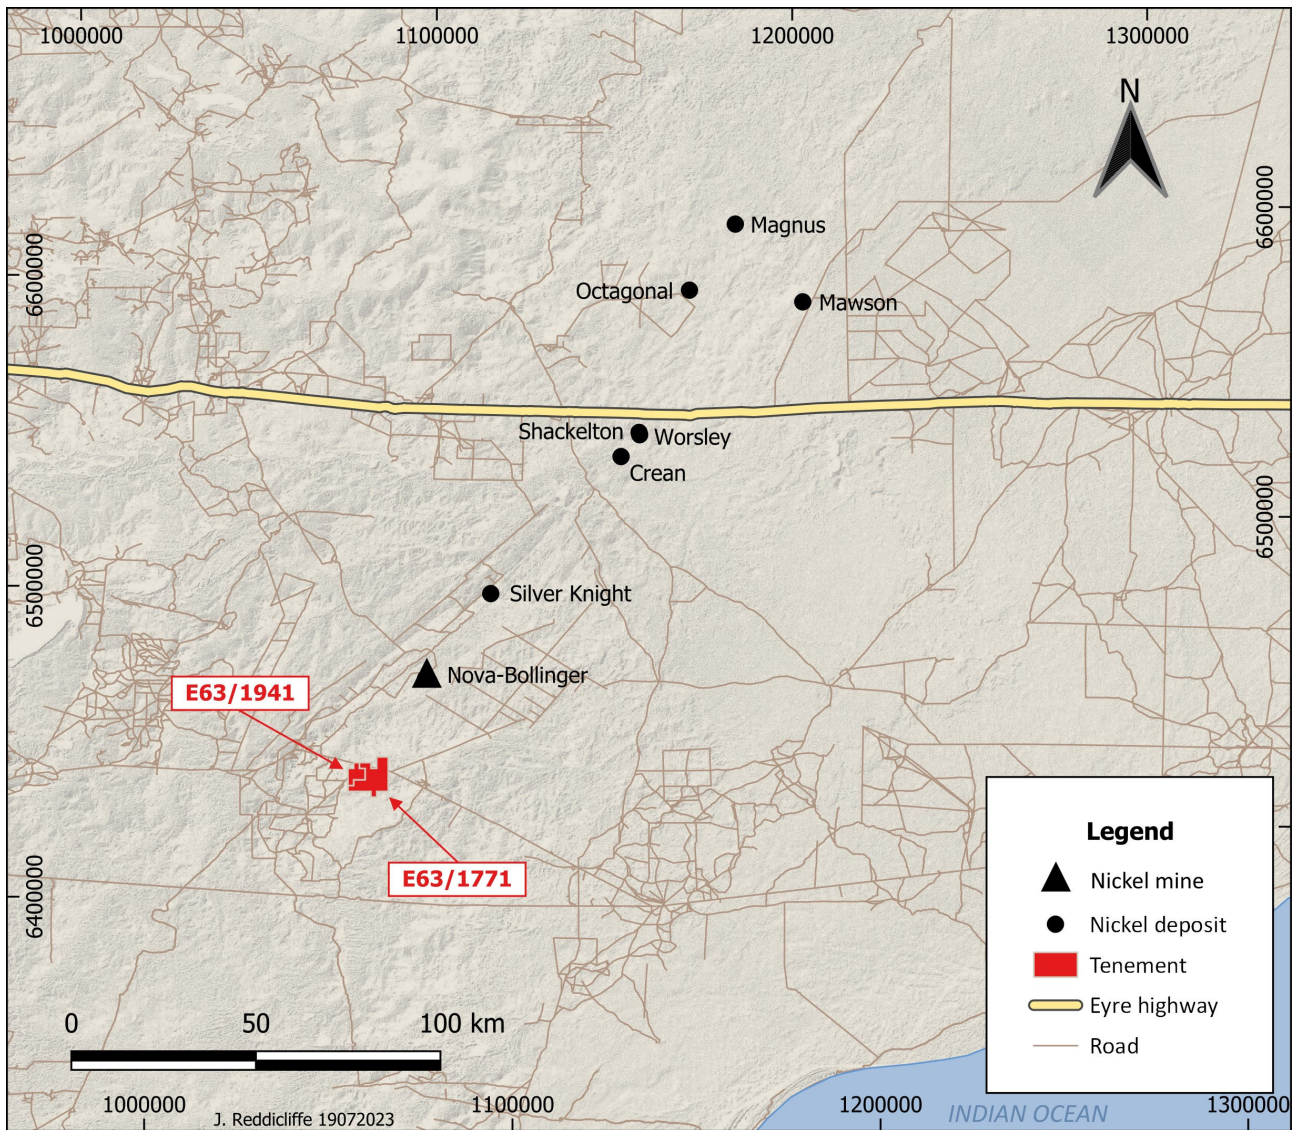 1000000 1100000 1200000 1300000
N
6600000
Magnus
6600000
Octagonal
Mawson
Shackelton
Worsley
Crean
6500000
6500000
Silver Knight
Nova-Bollinger
E63/1941
E63/1771
6400000
Legend
Nickel mine
Nickel deposit
Tenement
Eyre highway
Road
0 50 100 km
1000000 1100000 1200000 1300000
J. Reddicliffe 19072023
INDIAN OCEAN